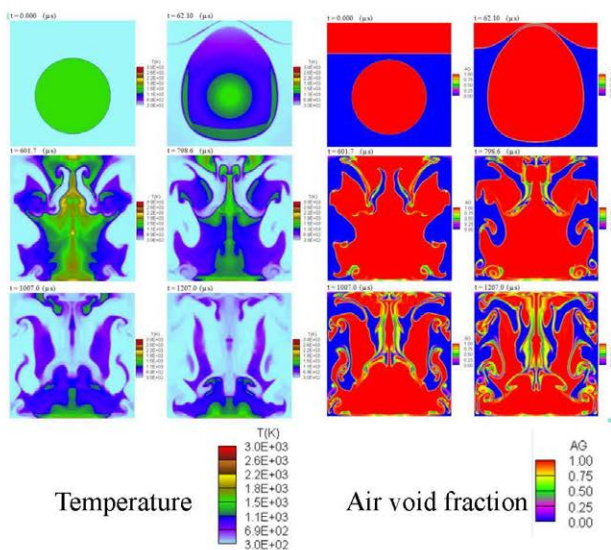 t = 0.000 (μs)
t = 62.10 (μs)
t = 0.000 (μs)
t = 62.10 (μs)
t = 601.7 (μs)
t = 798.6 (μs)
t = 601.7 (μs)
t = 798.6 (μs)
t = 1007.0 (μs)
t = 1207.0 (μs)
t = 1007.0 (μs)
t = 1207.0 (μs)
T(K)
3.0E+03
2.6E+03
2.2E+03
1.8E+03
1.5E+03
1.1E+03
6.9E+02
3.0E+02
Temperature
AG
1.00
0.75
0.50
0.25
0.00
Air void fraction